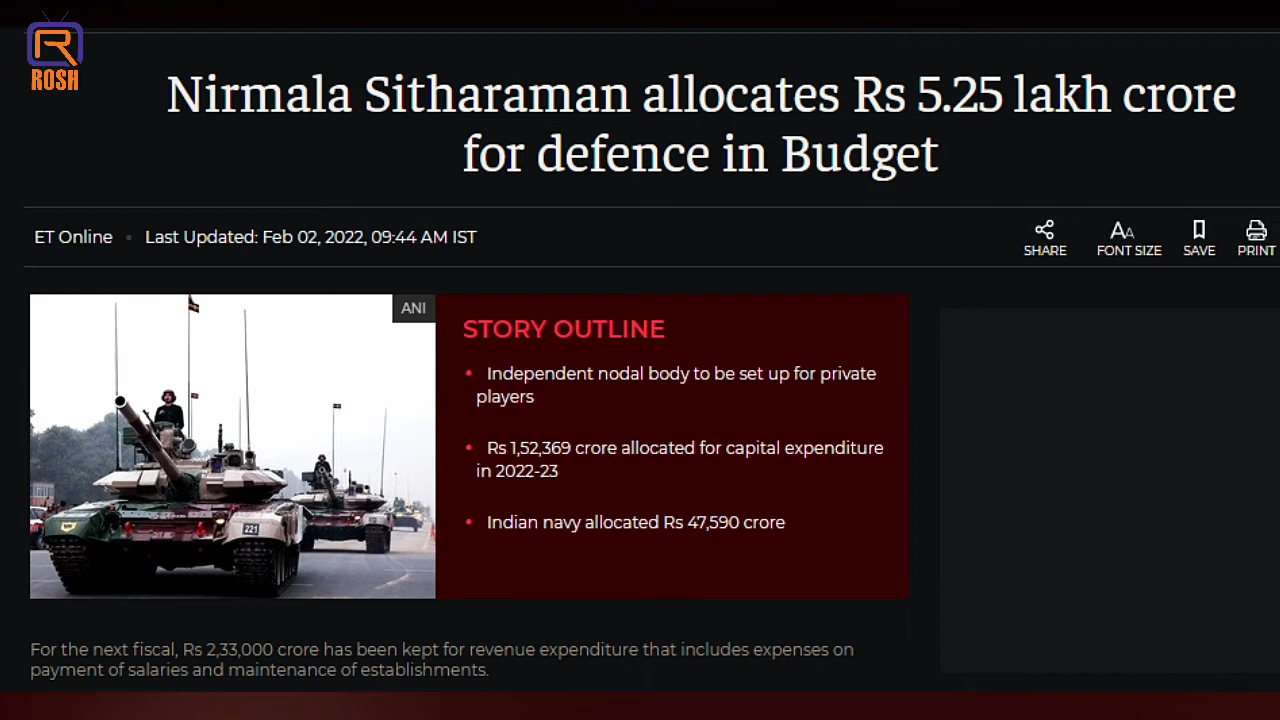 ROSH
Nirmala Sitharaman allocates Rs 5.25 lakh crore
for defence in Budget
ET Online • Last Updated: Feb 02, 2022, 09:44 AM IST
SHARE
FONT SIZE
SAVE
PRINT
ANI
STORY OUTLINE
• Independent nodal body to be set up for private
players
• Rs 1,52,369 crore allocated for capital expenditure
in 2022-23
• Indian navy allocated Rs 47,590 crore
221
For the next fiscal, Rs 2,33,000 crore has been kept for revenue expenditure that includes expenses on
payment of salaries and maintenance of establishments.